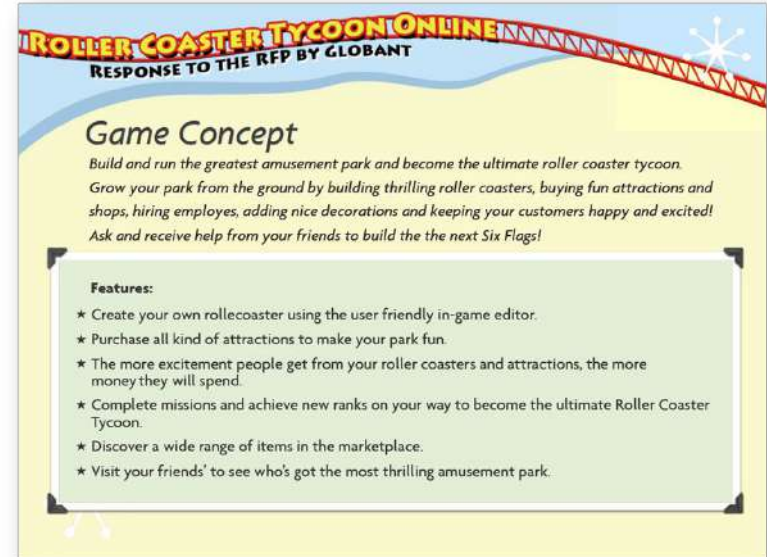 ROLLER COASTER TYCOON ONLINE
RESPONSE TO THE RFP BY GLOBANT
Game Concept
Build and run the greatest amusement park and become the ultimate roller coaster tycoon.
Grow your park from the ground by building thrilling roller coasters, buying fun attractions and
shops, hiring employes, adding nice decorations and keeping your customers happy and excited!
Ask and receive help from your friends to build the the next Six Flags!
Features:
★ Create your own rollecoaster using the user friendly in-game editor.
★ Purchase all kind of attractions to make your park fun.
★ The more excitement people get from your roller coasters and attractions, the more
money they will spend.
★ Complete missions and achieve new ranks on your way to become the ultimate Roller Coaster
Tycoon.
★ Discover a wide range of items in the marketplace.
★ Visit your friends' to see who's got the most thrilling amusement park.